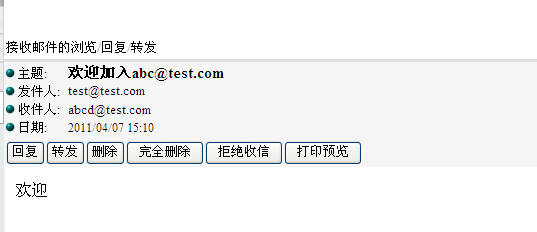 接收邮件的浏览/回复/转发
主题: 欢迎加入abc@test.com
发件人: test@test.com
收件人: abcd@test.com
日期: 2011/04/07 15:10
回复 转发 删除 完全删除 拒绝收信 打印预览
欢迎